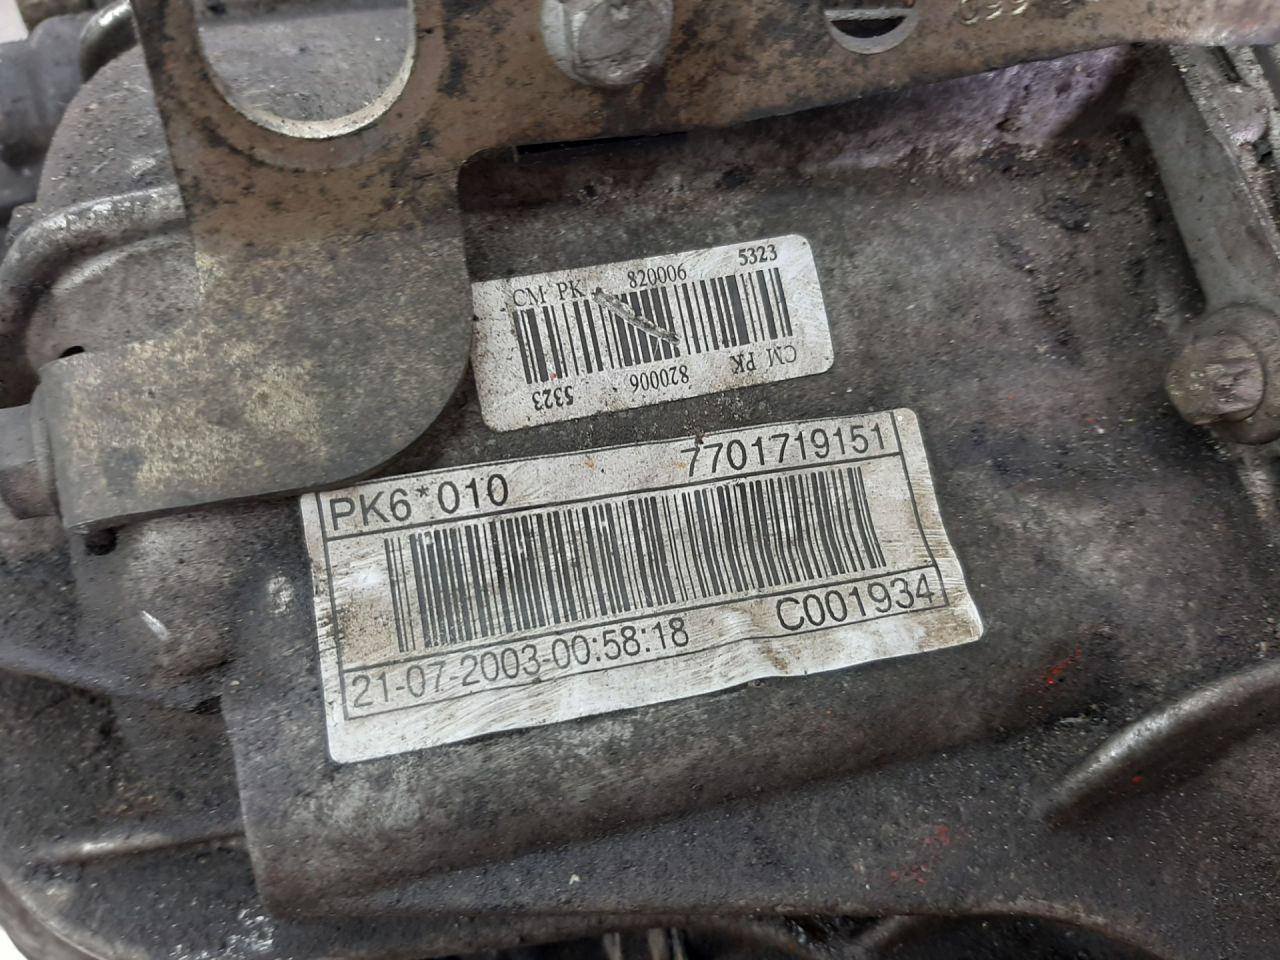 CM PK 820006 5323
CM PK 820006 5323
PK6*010 7701719151
C001934
21-07-2003-00:58:18